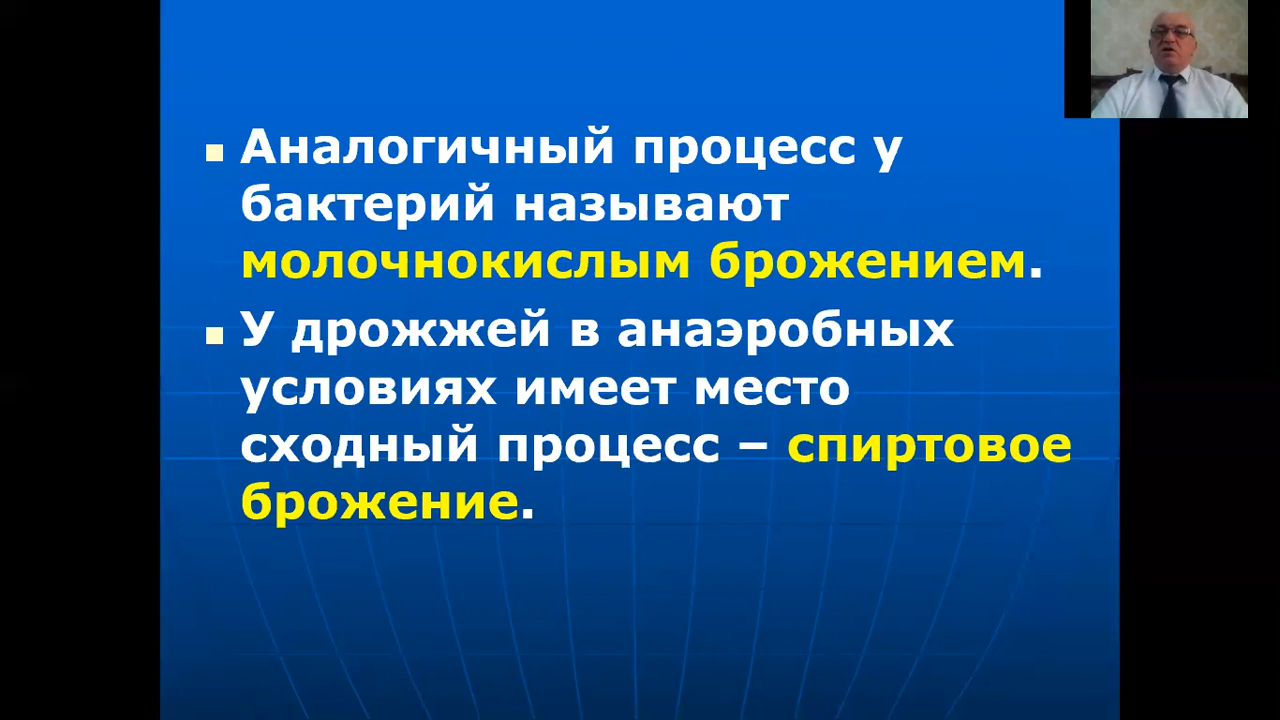 Аналогичный процесс у
бактерий называют
молочнокислым брожением.
У дрожжей в анаэробных
условиях имеет место
сходный процесс – спиртовое
брожение.